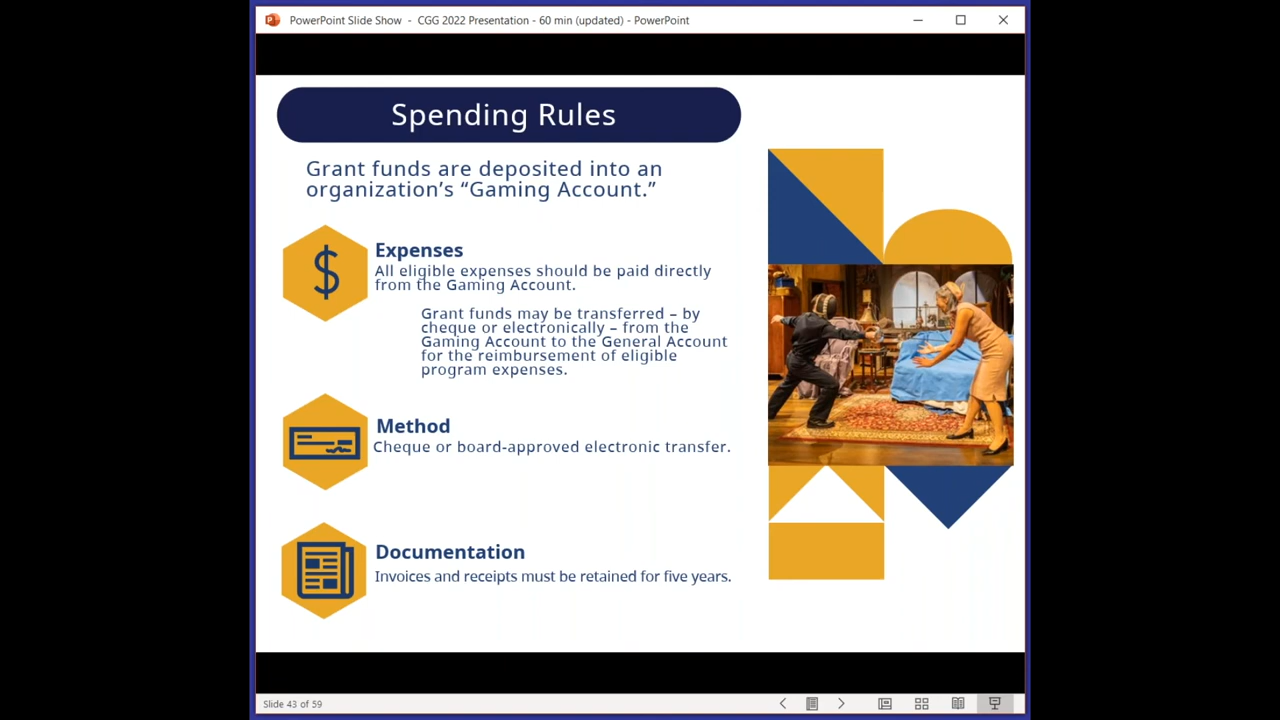 PowerPoint Slide Show - CGG 2022 Presentation - 60 min (updated) - PowerPoint
Spending Rules
Grant funds are deposited into an
organization’s “Gaming Account.”
$
Expenses
All eligible expenses should be paid directly
from the Gaming Account.
Grant funds may be transferred – by
cheque or electronically – from the
Gaming Account to the General Account
for the reimbursement of eligible
program expenses.
Method
Cheque or board-approved electronic transfer.
Documentation
Invoices and receipts must be retained for five years.
Slide 43 of 59